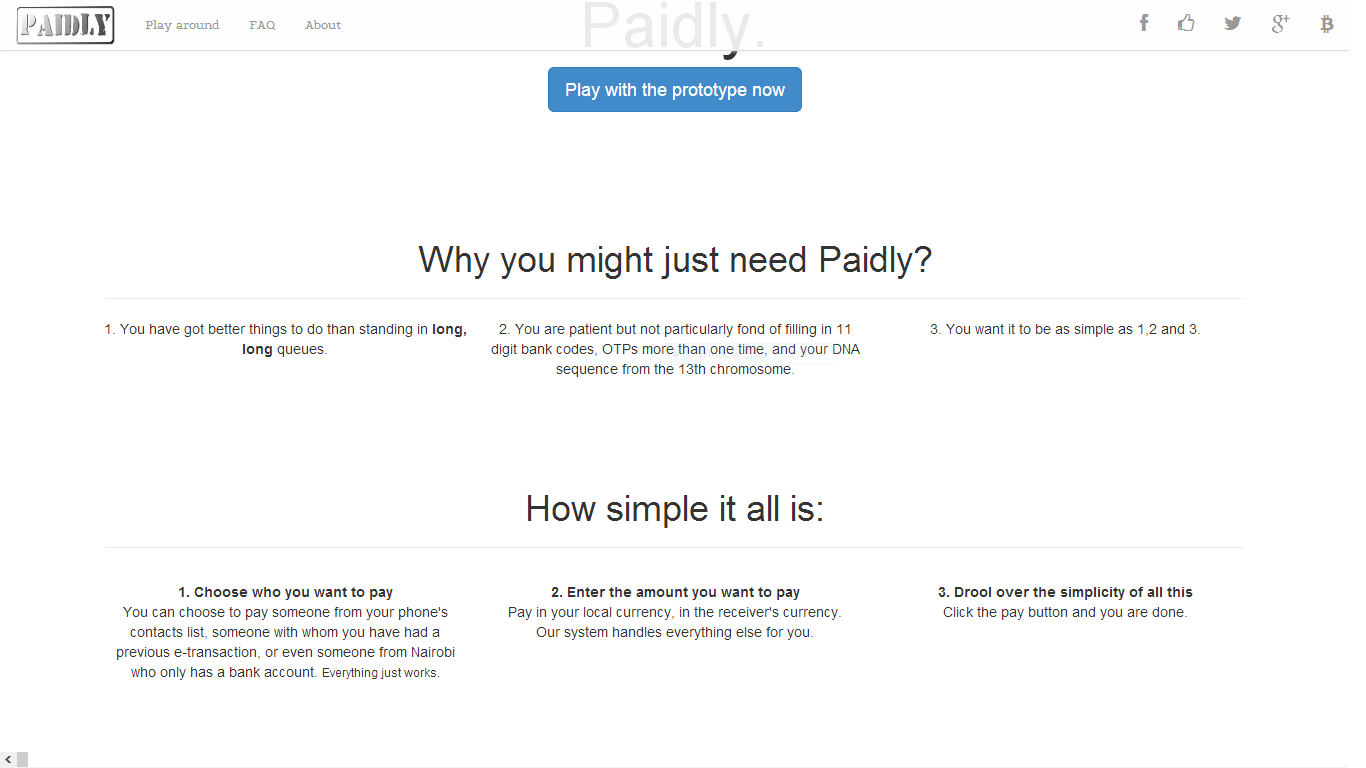 PAIDLY
Play around
FAQ
About
Paidly.
Play with the prototype now
Why you might just need Paidly?
1. You have got better things to do than standing in long,
long queues.
2. You are patient but not particularly fond of filling in 11
digit bank codes, OTPs more than one time, and your DNA
sequence from the 13th chromosome.
3. You want it to be as simple as 1,2 and 3.
How simple it all is:
1. Choose who you want to pay
You can choose to pay someone from your phone's
contacts list, someone with whom you have had a
previous e-transaction, or even someone from Nairobi
who only has a bank account. Everything just works.
2. Enter the amount you want to pay
Pay in your local currency, in the receiver's currency.
Our system handles everything else for you.
3. Drool over the simplicity of all this
Click the pay button and you are done.